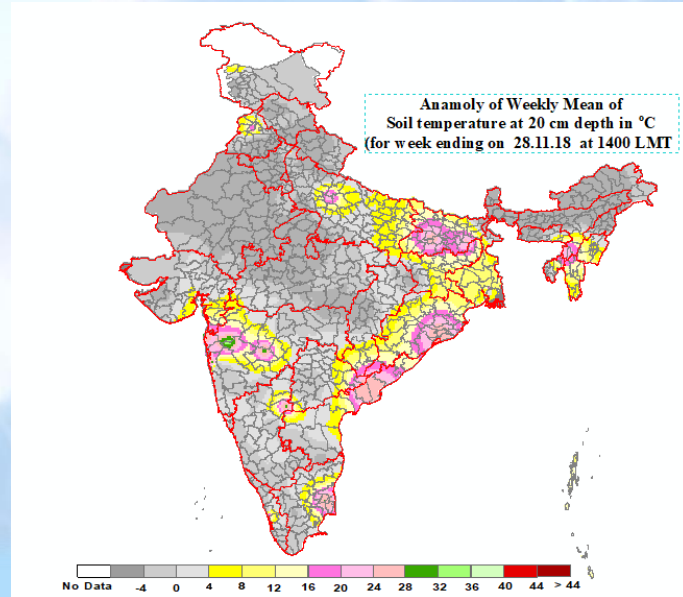 Anamoly of Weekly Mean of
Soil temperature at 20 cm depth in °C
(for week ending on 28.11.18 at 1400 LMT
No Data -4 0 4 8 12 16 20 24 28 32 36 40 44 > 44